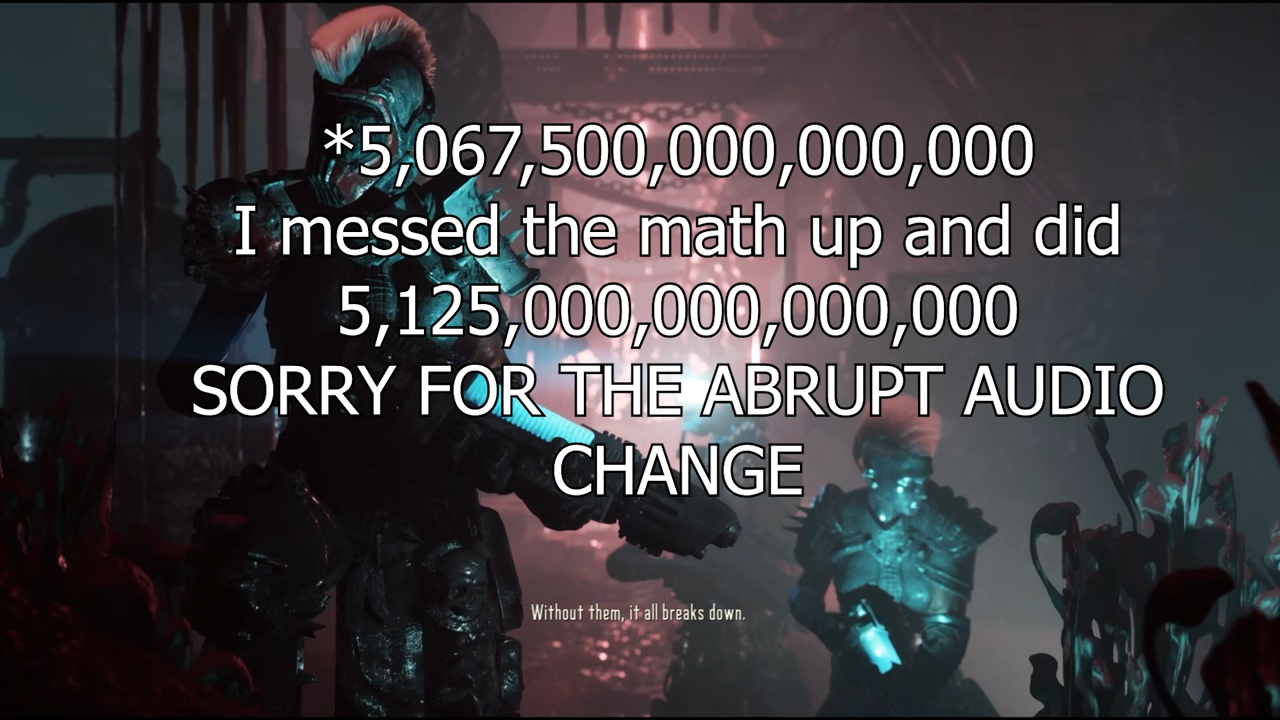 *5,067,500,000,000,000
I messed the math up and did
5,125,000,000,000,000
SORRY FOR THE ABRUPT AUDIO
CHANGE
Without them, it all breaks down.